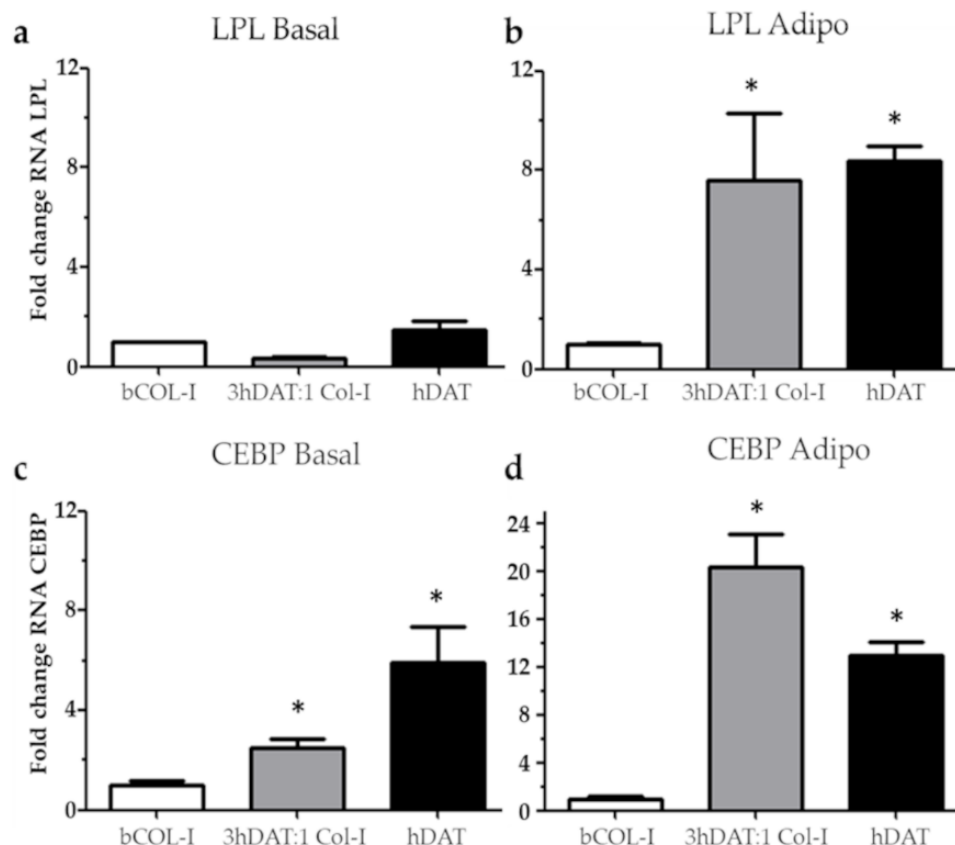 a
LPL Basal
Fold change RNA LPL
12
8
4
0
bCOL-I 3hDAT:1 Col-I hDAT
b
LPL Adipo
12
8
4
0
*
*
bCOL-I 3hDAT:1 Col-I hDAT
c
CEBP Basal
Fold change RNA CEBP
12
8
4
0
*
*
bCOL-I 3hDAT:1 Col-I hDAT
d
CEBP Adipo
24
20
16
12
8
4
0
*
*
bCOL-I 3hDAT:1 Col-I hDAT